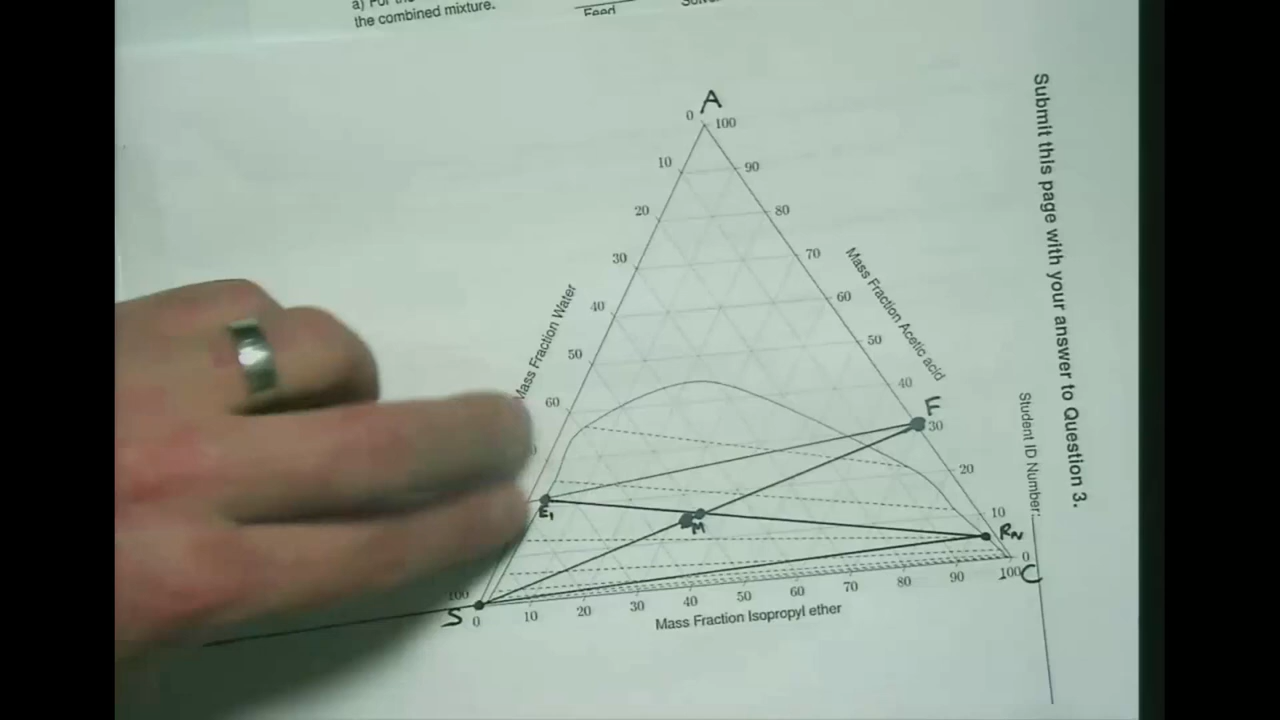 a) For the
the combined mixture.
Feed
A
0 100
10 90
20 80
30 70
40 60
50 50
60 40
30
20
10
0
100
Mass Fraction Water
Mass Fraction Acetic acid
F
E₁
M
R_N
S
C
0 10 20 30 40 50 60 70 80 90 100
Mass Fraction Isopropyl ether
Submit this page with your answer to Question 3.
Student ID Number: